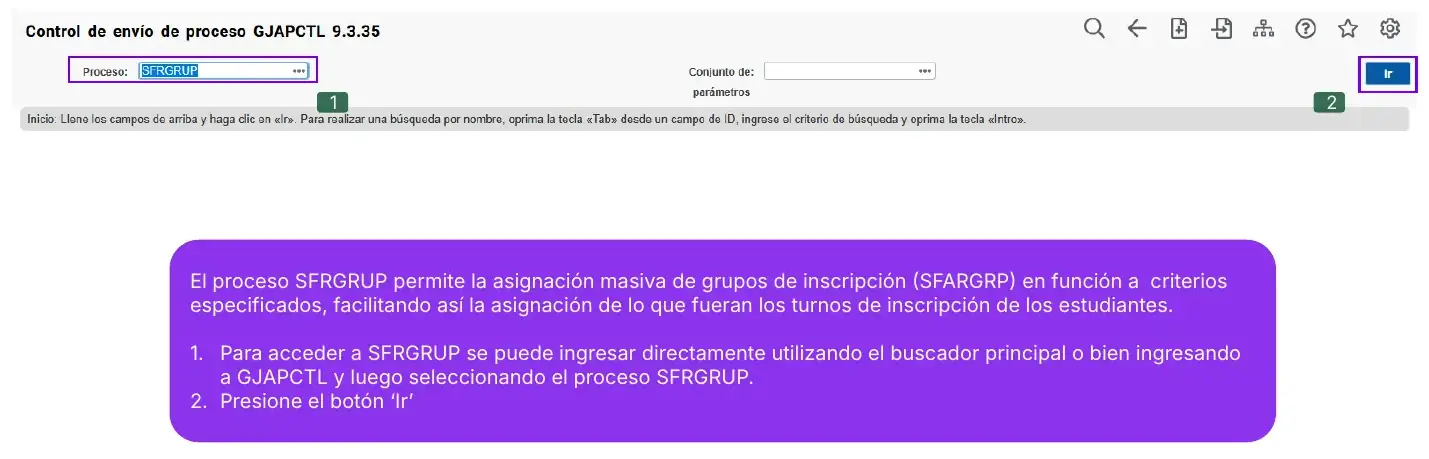 Control de envío de proceso GJAPCTL 9.3.35
Proceso: SFRGRUP ••• Conjunto de: ••• Ir
parámetros
1 2
Inicio: Llene los campos de arriba y haga clic en «Ir». Para realizar una búsqueda por nombre, oprima la tecla «Tab» desde un campo de ID, ingrese el criterio de búsqueda y oprima la tecla «Intro».
El proceso SFRGRUP permite la asignación masiva de grupos de inscripción (SFARGRP) en función a criterios
especificados, facilitando así la asignación de lo que fueran los turnos de inscripción de los estudiantes.
1. Para acceder a SFRGRUP se puede ingresar directamente utilizando el buscador principal o bien ingresando
a GJAPCTL y luego seleccionando el proceso SFRGRUP.
2. Presione el botón ‘Ir’